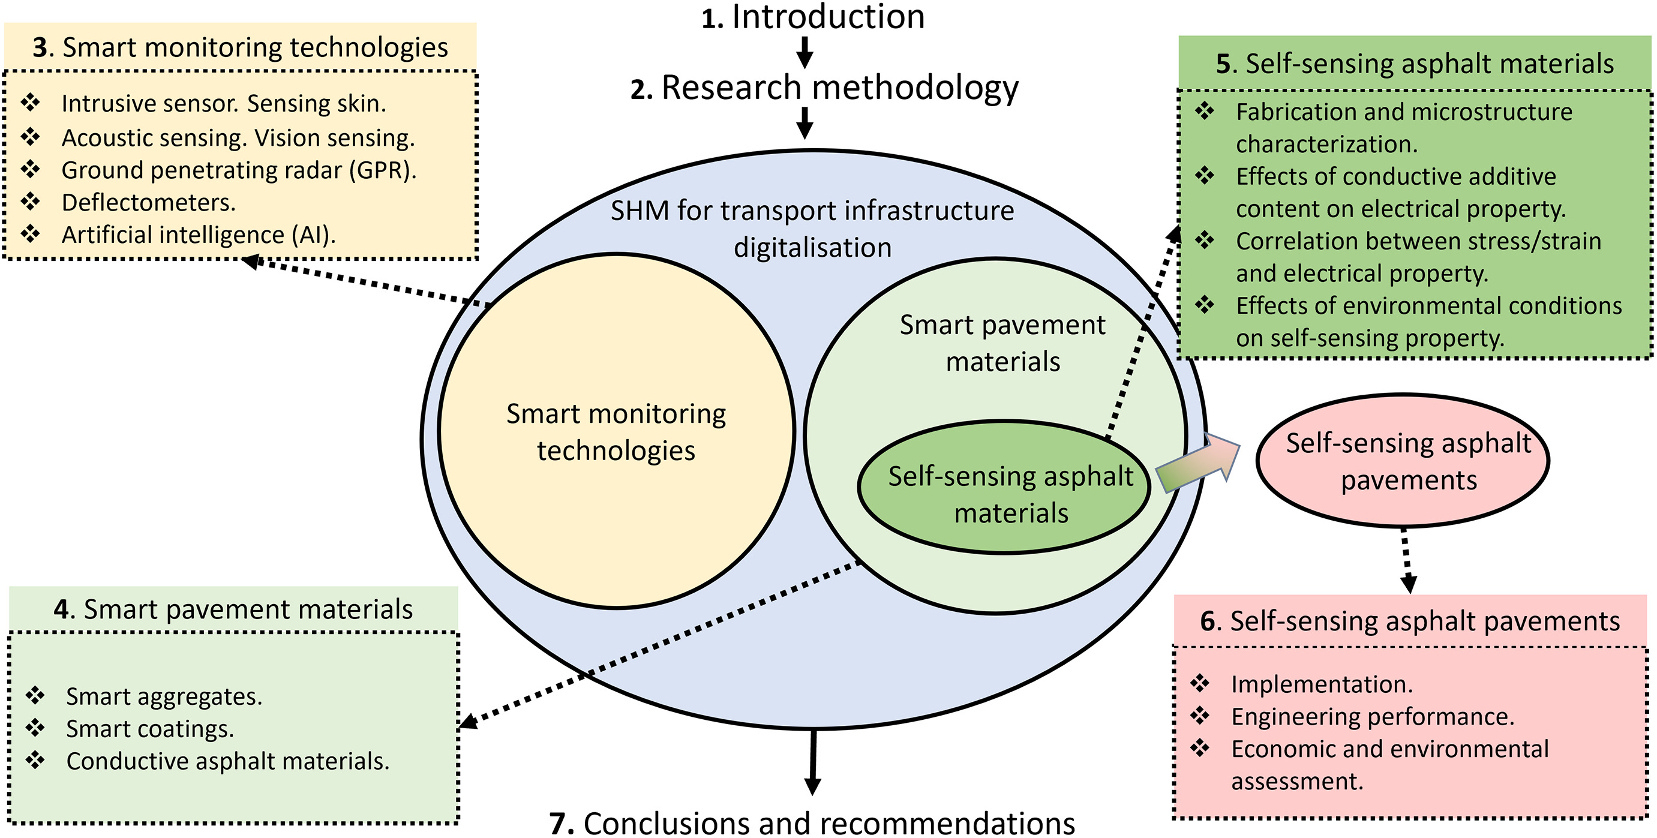 1. Introduction
2. Research methodology
3. Smart monitoring technologies
❖ Intrusive sensor. Sensing skin.
❖ Acoustic sensing. Vision sensing.
❖ Ground penetrating radar (GPR).
❖ Deflectometers.
❖ Artificial intelligence (AI).
SHM for transport infrastructure
digitalisation
Smart monitoring
technologies
Smart pavement
materials
Self-sensing asphalt
materials
4. Smart pavement materials
❖ Smart aggregates.
❖ Smart coatings.
❖ Conductive asphalt materials.
5. Self-sensing asphalt materials
❖ Fabrication and microstructure
characterization.
❖ Effects of conductive additive
content on electrical property.
❖ Correlation between stress/strain
and electrical property.
❖ Effects of environmental conditions
on self-sensing property.
Self-sensing asphalt
pavements
6. Self-sensing asphalt pavements
❖ Implementation.
❖ Engineering performance.
❖ Economic and environmental
assessment.
7. Conclusions and recommendations